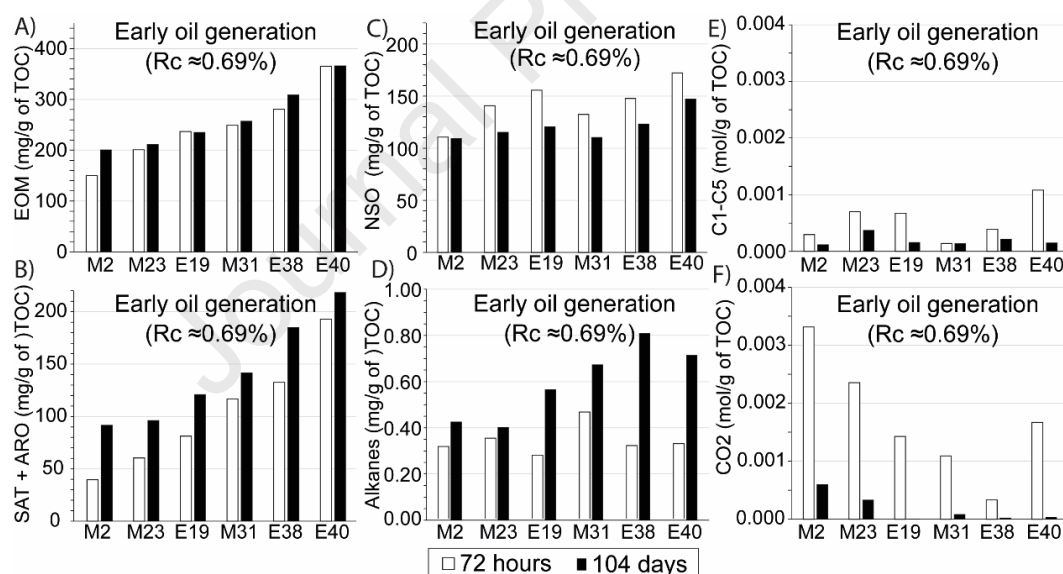 A)
Early oil generation
(Rc ≈0.69%)
EOM (mg/g of TOC)
400
300
200
100
0
M2 M23 E19 M31 E38 E40
B)
Early oil generation
(Rc ≈0.69%)
SAT + ARO (mg/g of )TOC)
200
150
100
50
0
M2 M23 E19 M31 E38 E40
C)
Early oil generation
(Rc ≈0.69%)
NSO (mg/g of TOC)
200
150
100
50
0
M2 M23 E19 M31 E38 E40
D)
Early oil generation
(Rc ≈0.69%)
Alkanes (mg/g of )TOC)
1.00
0.80
0.60
0.40
0.20
0.00
M2 M23 E19 M31 E38 E40
E)
Early oil generation
(Rc ≈0.69%)
C1-C5 (mol/g of TOC)
0.004
0.003
0.002
0.001
0.000
M2 M23 E19 M31 E38 E40
F)
Early oil generation
(Rc ≈0.69%)
CO2 (mol/g of TOC)
0.004
0.003
0.002
0.001
0.000
M2 M23 E19 M31 E38 E40
72 hours 104 days
Journal P